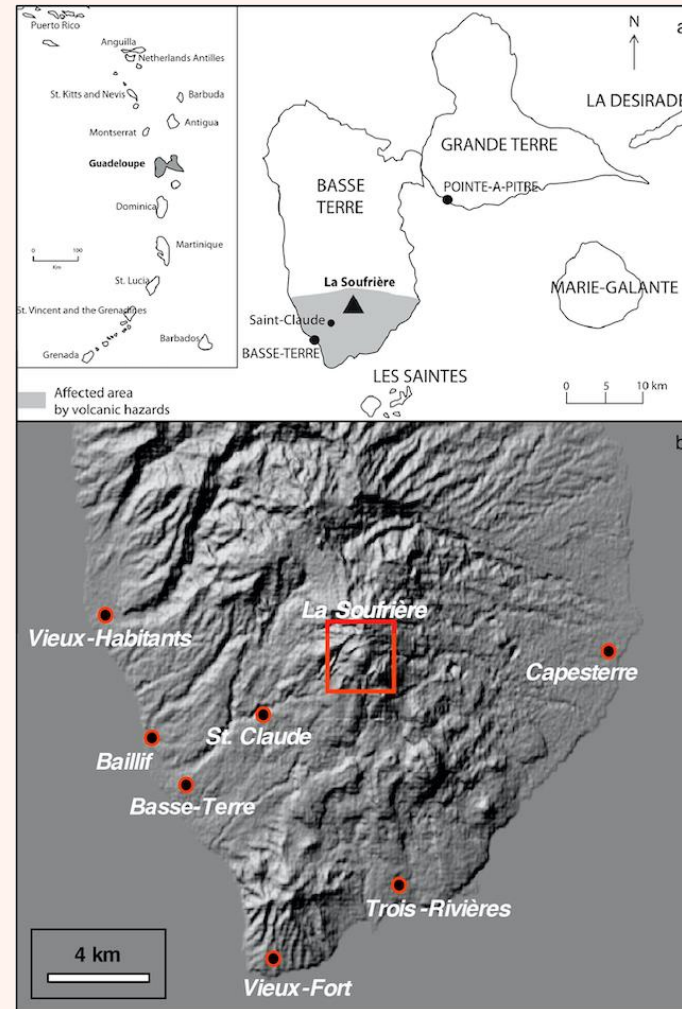 Puerto Rico
Anguilla
Netherlands Antilles
St. Kitts and Nevis
Barbuda
Antigua
Montserrat
Guadeloupe
Dominica
0 100
Km
Martinique
St. Lucia
St. Vincent and the Grenadines
Barbados
Grenada
Affected area
by volcanic hazards
a
N
LA DESIRADE
GRANDE TERRE
BASSE
TERRE
POINTE-A-PITRE
La Soufrière
MARIE-GALANTE
Saint-Claude
BASSE-TERRE
LES SAINTES
0 5 10 km
b
La Soufrière
Vieux-Habitants
Capesterre
St. Claude
Baillif
Basse-Terre
Trois-Rivières
4 km
Vieux-Fort